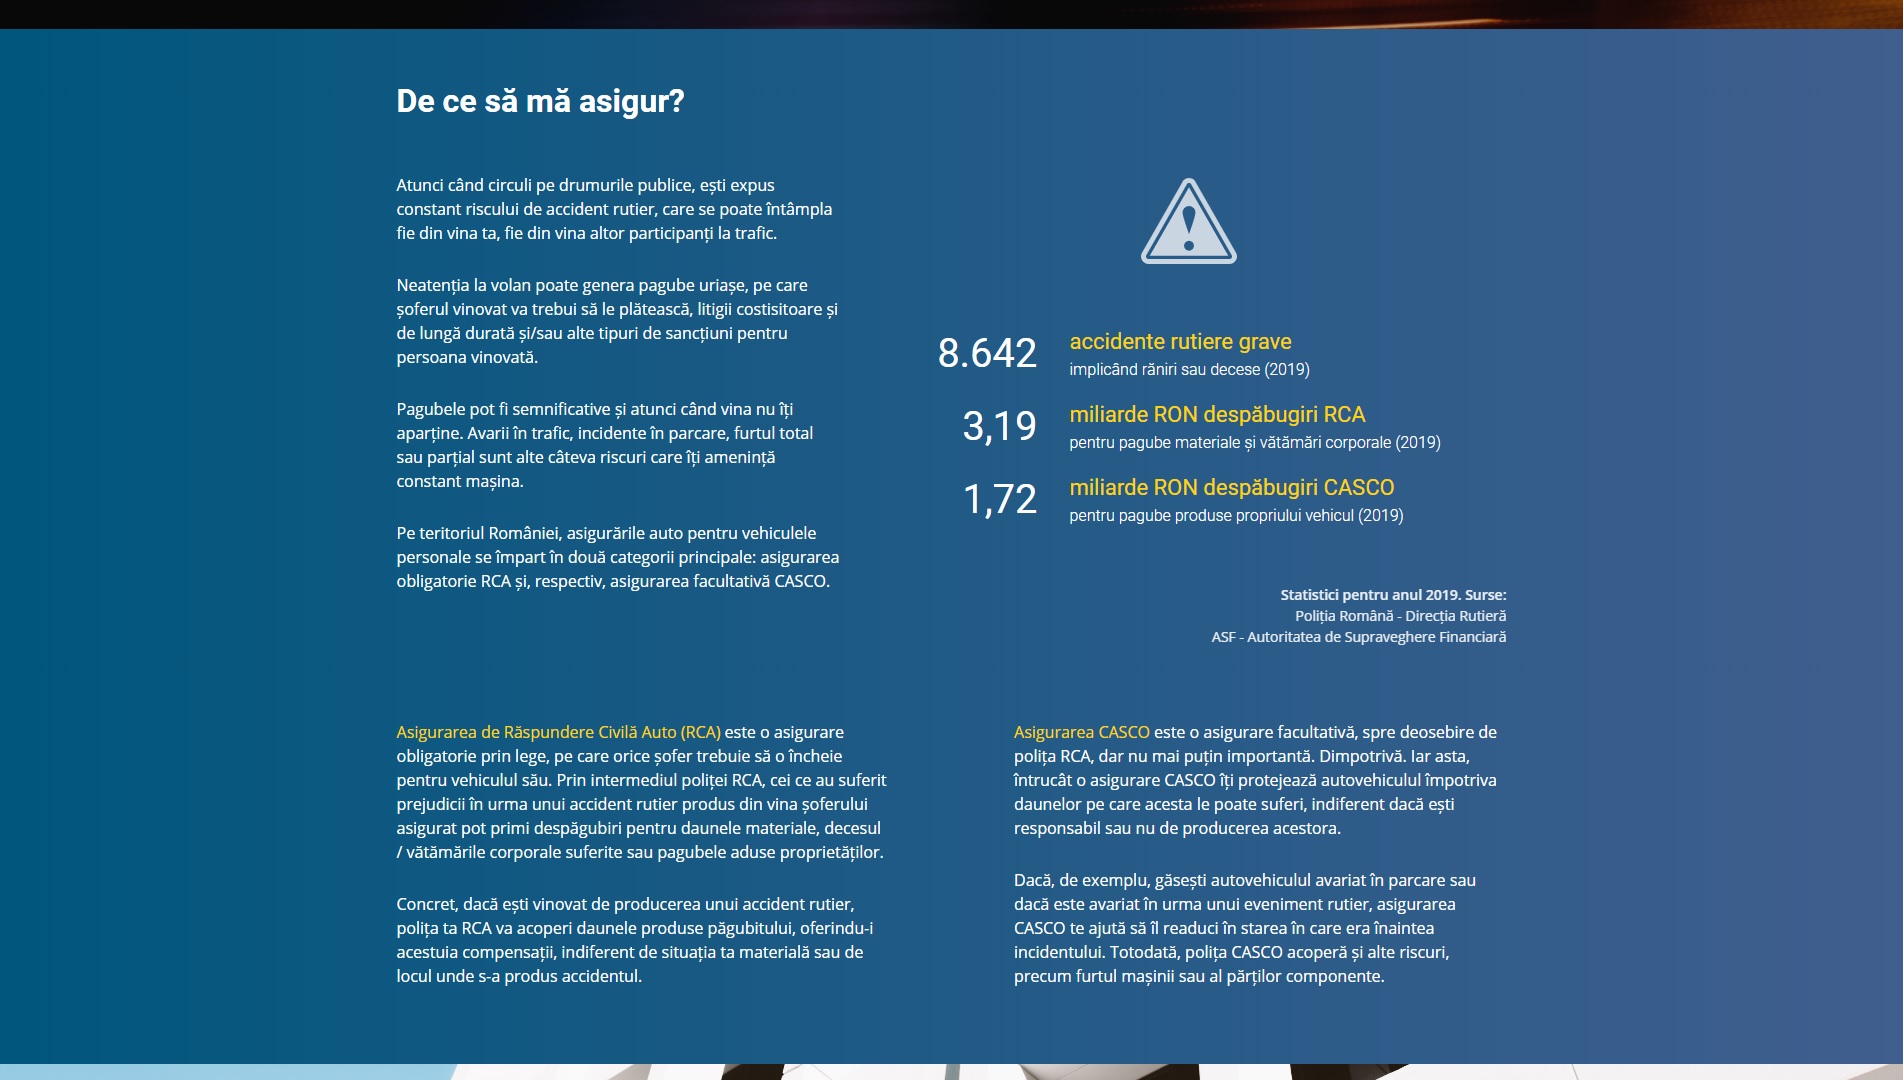 De ce să mă asigur?
Atunci când circuli pe drumurile publice, ești expus
constant riscului de accident rutier, care se poate întâmpla
fie din vina ta, fie din vina altor participanți la trafic.
Neatenția la volan poate genera pagube uriașe, pe care
șoferul vinovat va trebui să le plătească, litigii costisitoare și
de lungă durată și/sau alte tipuri de sancțiuni pentru
persoana vinovată.
Pagubele pot fi semnificative și atunci când vina nu îți
aparține. Avarii în trafic, incidente în parcare, furtul total
sau parțial sunt alte câteva riscuri care îți amenință
constant mașina.
Pe teritoriul României, asigurările auto pentru vehiculele
personale se împart în două categorii principale: asigurarea
obligatorie RCA și, respectiv, asigurarea facultativă CASCO.
8.642 accidente rutiere grave
implicând răniri sau decese (2019)
3,19 miliarde RON despăbugiri RCA
pentru pagube materiale și vătămări corporale (2019)
1,72 miliarde RON despăbugiri CASCO
pentru pagube produse propriului vehicul (2019)
Statistici pentru anul 2019. Surse:
Poliția Română - Direcția Rutieră
ASF - Autoritatea de Supraveghere Financiară
Asigurarea de Răspundere Civilă Auto (RCA) este o asigurare
obligatorie prin lege, pe care orice șofer trebuie să o încheie
pentru vehiculul său. Prin intermediul poliței RCA, cei ce au suferit
prejudicii în urma unui accident rutier produs din vina șoferului
asigurat pot primi despăgubiri pentru daunele materiale, decesul
/ vătămările corporale suferite sau pagubele aduse proprietăților.
Concret, dacă ești vinovat de producerea unui accident rutier,
polița ta RCA va acoperi daunele produse păgubitului, oferindu-i
acestuia compensații, indiferent de situația ta materială sau de
locul unde s-a produs accidentul.
Asigurarea CASCO este o asigurare facultativă, spre deosebire de
polița RCA, dar nu mai puțin importantă. Dimpotrivă. Iar asta,
întrucât o asigurare CASCO îți protejează autovehiculul împotriva
daunelor pe care acesta le poate suferi, indiferent dacă ești
responsabil sau nu de producerea acestora.
Dacă, de exemplu, găsești autovehiculul avariat în parcare sau
dacă este avariat în urma unui eveniment rutier, asigurarea
CASCO te ajută să îl readuci în starea în care era înaintea
incidentului. Totodată, polița CASCO acoperă și alte riscuri,
precum furtul mașinii sau al părților componente.